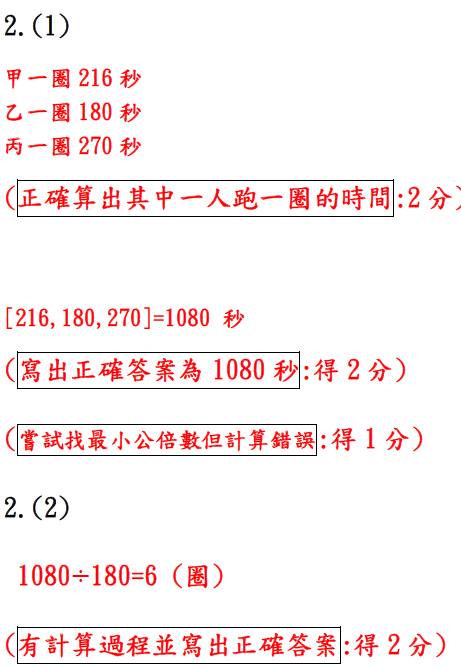 2.(1)
甲一圈 216 秒
乙一圈 180 秒
丙一圈 270 秒
(正確算出其中一人跑一圈的時間:2 分)
[216,180,270]=1080 秒
(寫出正確答案為 1080 秒:得 2 分)
(嘗試找最小公倍數但計算錯誤:得 1 分)
2.(2)
1080÷180=6 (圈)
(有計算過程並寫出正確答案:得 2 分)